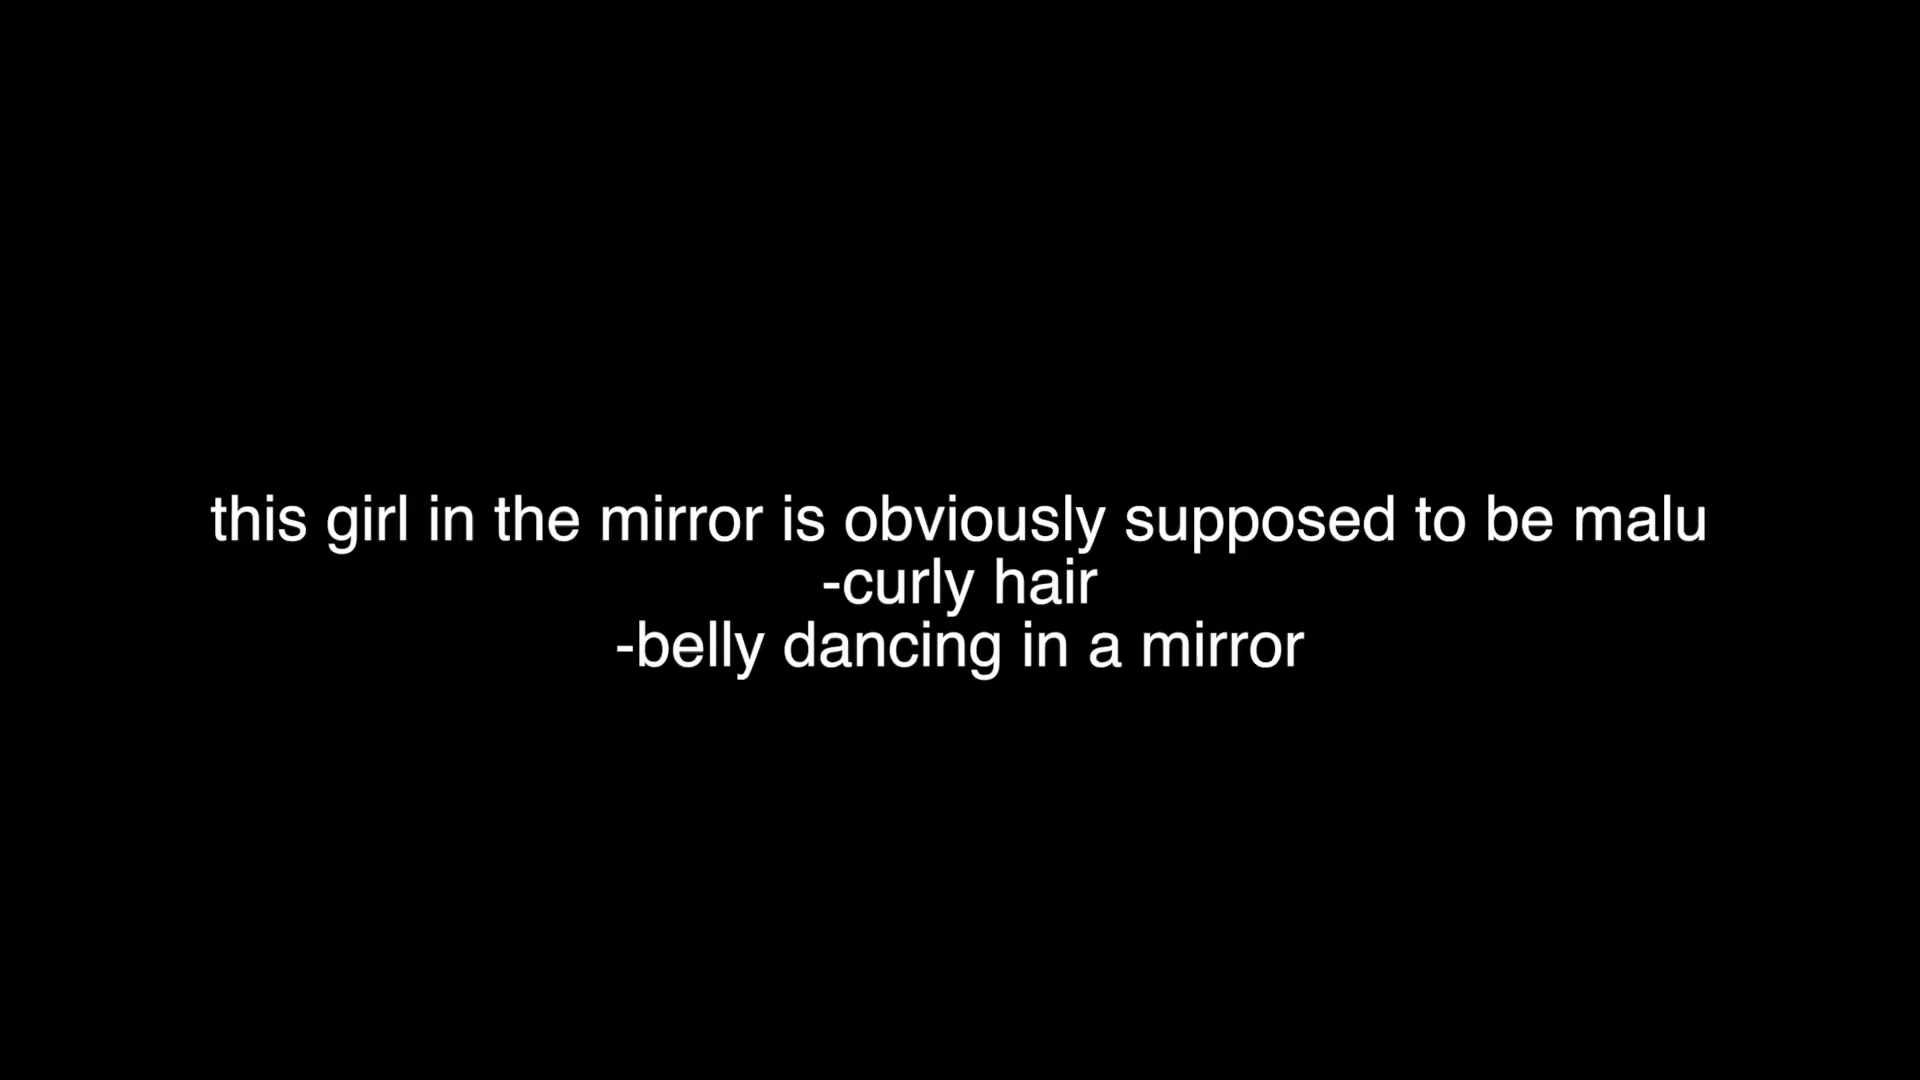 this girl in the mirror is obviously supposed to be malu
-curly hair
-belly dancing in a mirror